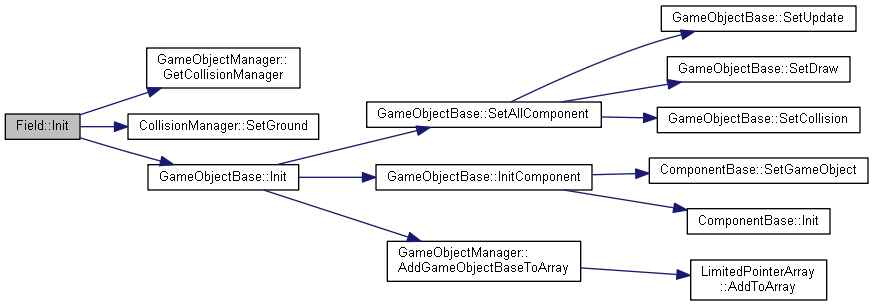 Field::Init
GameObjectManager::
GetCollisionManager
CollisionManager::SetGround
GameObjectBase::Init
GameObjectBase::SetAllComponent
GameObjectBase::SetUpdate
GameObjectBase::SetDraw
GameObjectBase::SetCollision
GameObjectBase::InitComponent
ComponentBase::SetGameObject
ComponentBase::Init
GameObjectManager::
AddGameObjectBaseToArray
LimitedPointerArray
::AddToArray